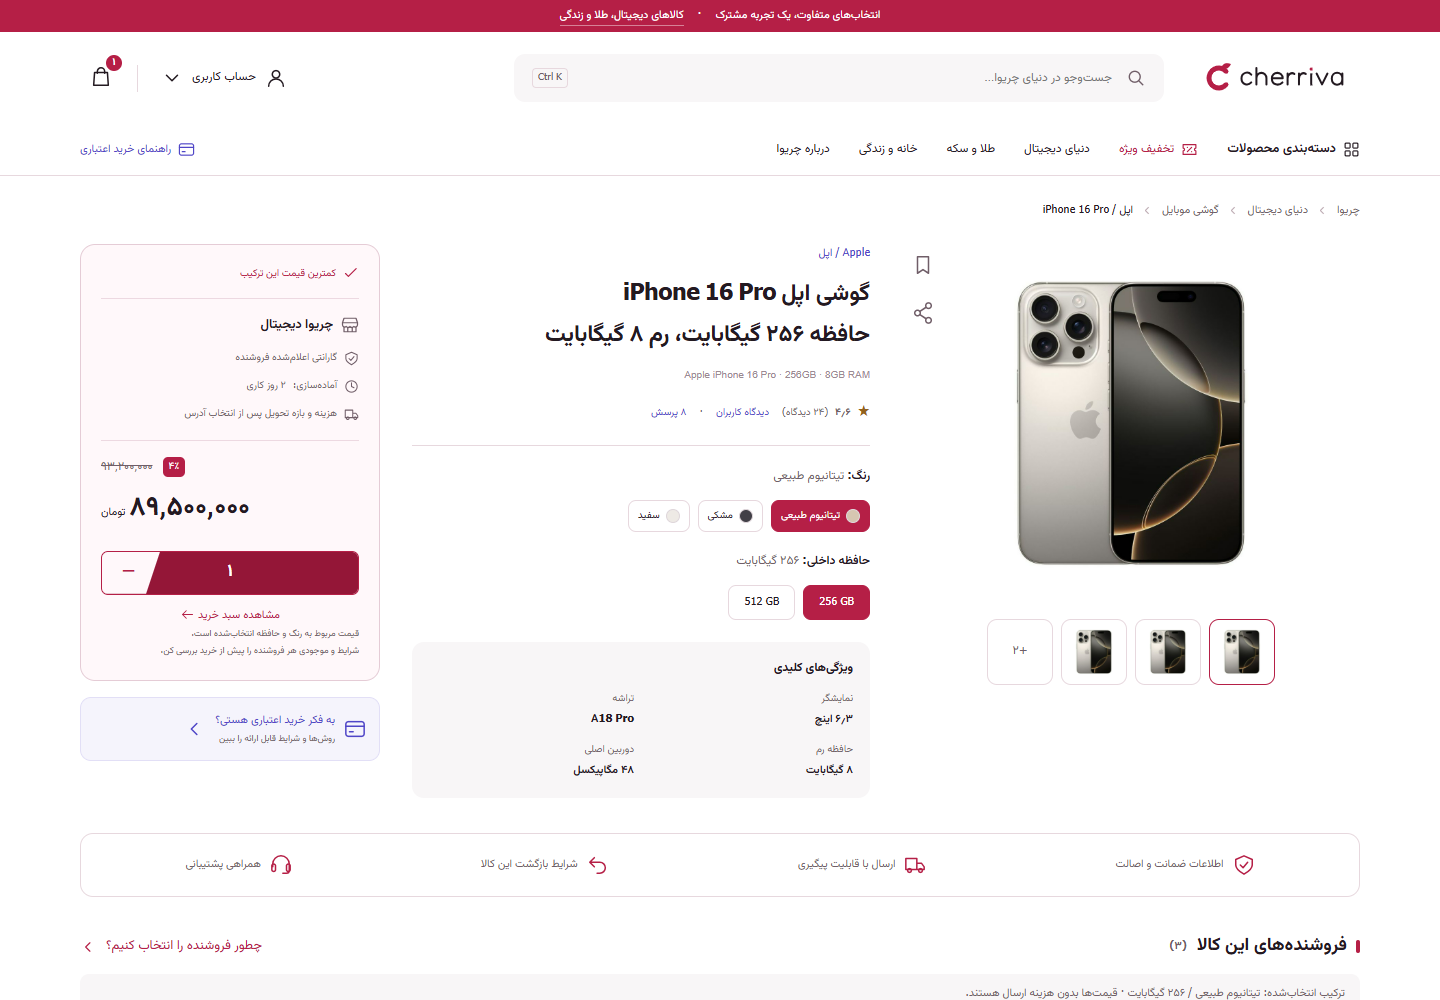 انتخاب‌های متفاوت، یک تجربه مشترک · کالاهای دیجیتال، طلا و زندگی
cherriva
جست‌وجو در دنیای چریوا...
Ctrl K
حساب کاربری
۱
دسته‌بندی محصولات
تخفیف ویژه
دنیای دیجیتال
طلا و سکه
خانه و زندگی
درباره چریوا
راهنمای خرید اعتباری
چریوا
دنیای دیجیتال
گوشی موبایل
اپل / iPhone 16 Pro
+۲
Apple / اپل
گوشی اپل iPhone 16 Pro
حافظه ۲۵۶ گیگابایت، رم ۸ گیگابایت
Apple iPhone 16 Pro · 256GB · 8GB RAM
۴٫۶ (۲۴ دیدگاه) دیدگاه کاربران · ۸ پرسش
رنگ: تیتانیوم طبیعی
تیتانیوم طبیعی
مشکی
سفید
حافظه داخلی: ۲۵۶ گیگابایت
256 GB
512 GB
ویژگی‌های کلیدی
نمایشگر
۶٫۳ اینچ
تراشه
A18 Pro
حافظه رم
۸ گیگابایت
دوربین اصلی
۴۸ مگاپیکسل
کمترین قیمت این ترکیب
چریوا دیجیتال
گارانتی اعلام‌شده فروشنده
آماده‌سازی: ۲ روز کاری
هزینه و بازه تحویل پس از انتخاب آدرس
۴٪
۹۳,۲۰۰,۰۰۰
۸۹,۵۰۰,۰۰۰ تومان
۱
−
مشاهده سبد خرید
قیمت مربوط به رنگ و حافظه انتخاب‌شده است.
شرایط و موجودی هر فروشنده را پیش از خرید بررسی کن.
به فکر خرید اعتباری هستی؟
روش‌ها و شرایط قابل ارائه را ببین
اطلاعات ضمانت و اصالت
ارسال با قابلیت پیگیری
شرایط بازگشت این کالا
همراهی پشتیبانی
فروشنده‌های این کالا (۳)
چطور فروشنده را انتخاب کنیم؟
ترکیب انتخاب‌شده: تیتانیوم طبیعی / ۲۵۶ گیگابایت · قیمت‌ها بدون هزینه ارسال هستند.